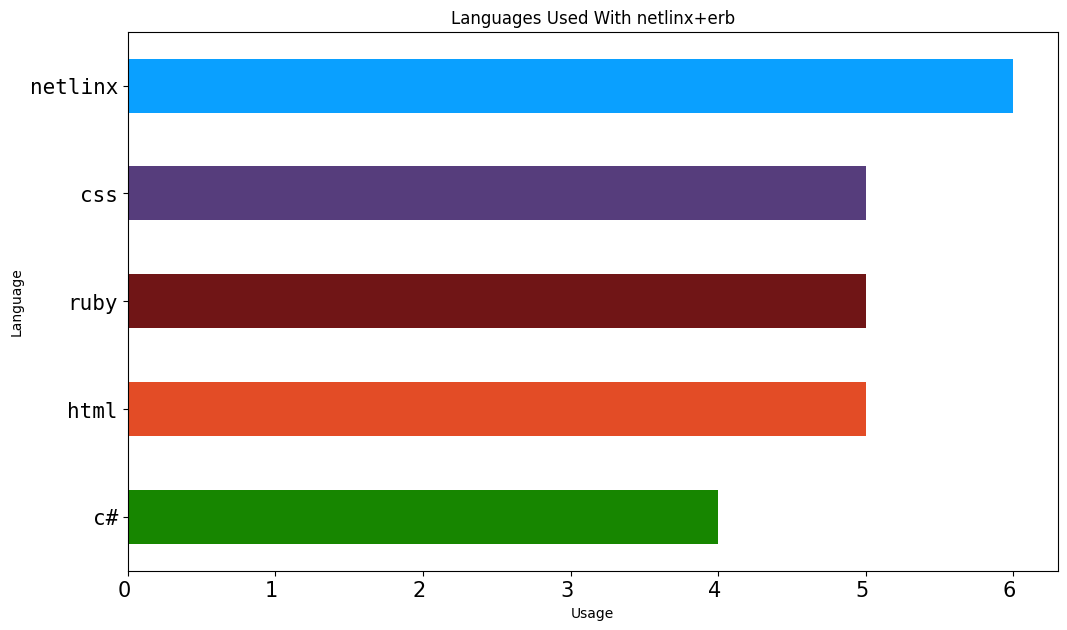 Languages Used With netlinx+erb
netlinx
css
ruby
html
c#
Language
0 1 2 3 4 5 6
Usage